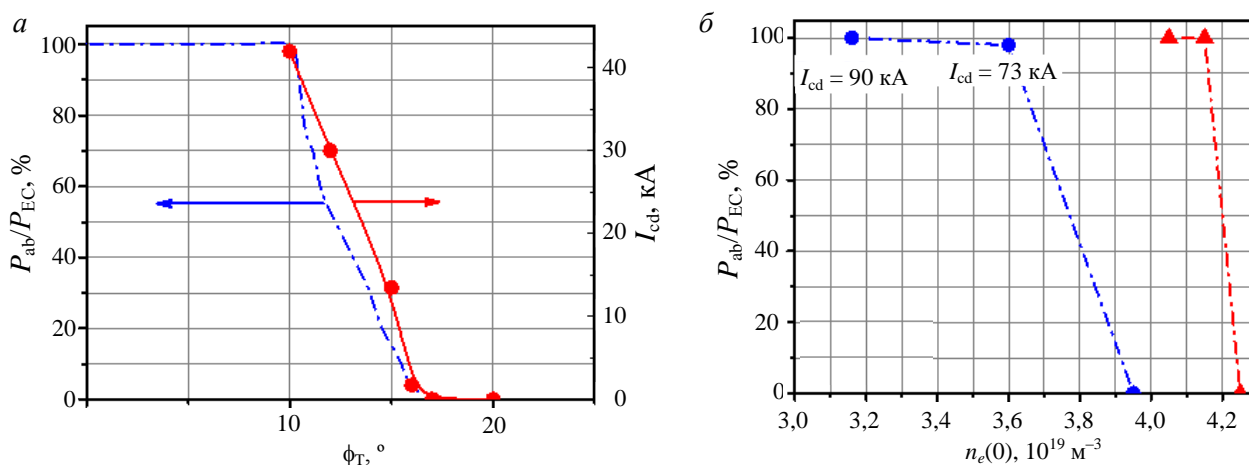 а
P_ab/P_EC, %
100
80
60
40
20
0
10
20
ϕ_T, º
40
30
20
10
0
I_cd, кА
б
P_ab/P_EC, %
100
80
60
40
20
0
I_cd = 90 кА
I_cd = 73 кА
3,0 3,2 3,4 3,6 3,8 4,0 4,2
n_e(0), 10^19 м^−3